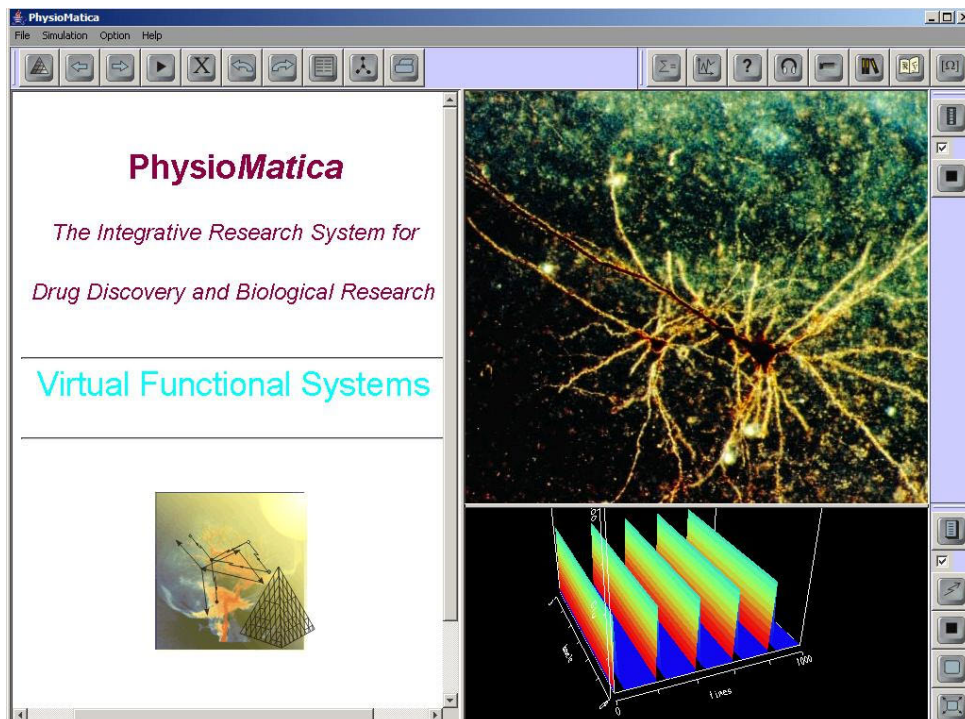 PhysioMatica
File Simulation Option Help
X
Σ=
?
[Ω]
PhysioMatica
The Integrative Research System for
Drug Discovery and Biological Research
Virtual Functional Systems
0
times
1000